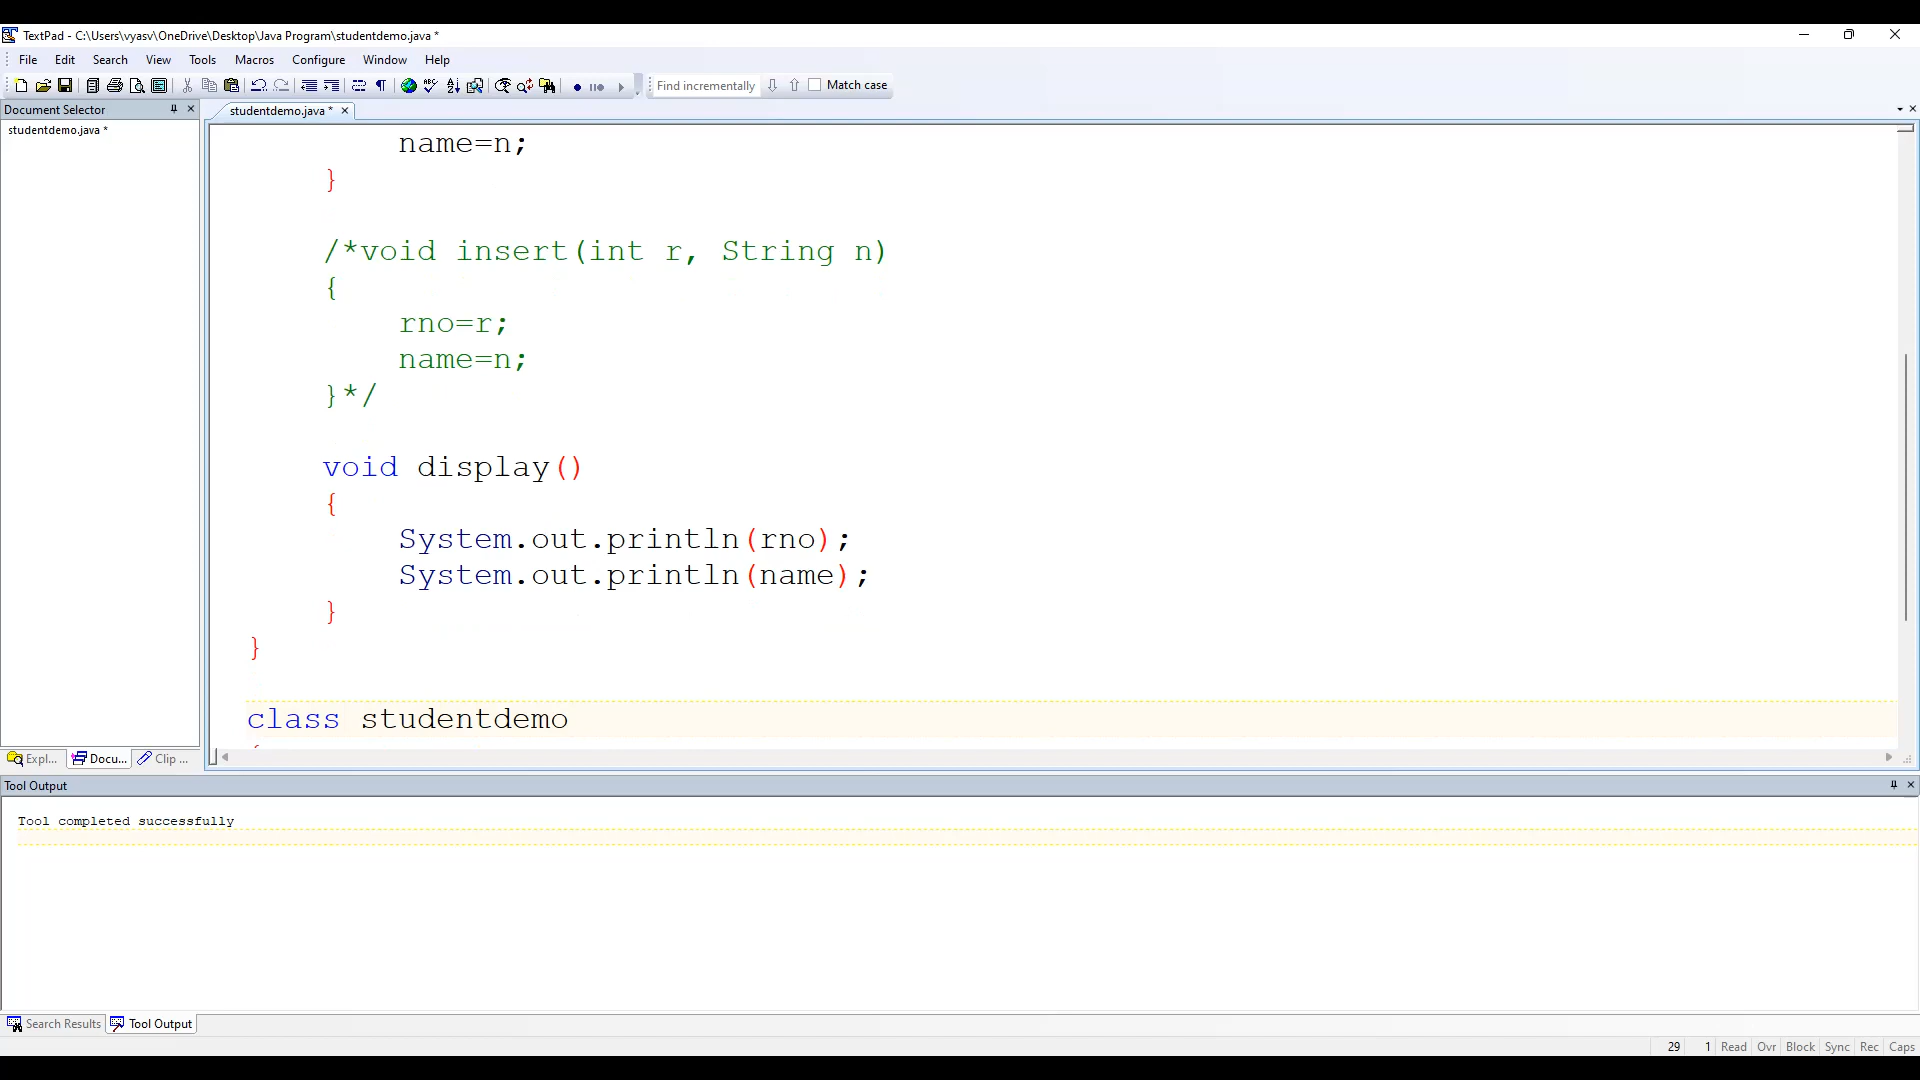 TextPad - C:\Users\vyasv\OneDrive\Desktop\Java Program\studentdemo.java *
File Edit Search View Tools Macros Configure Window Help
Find incrementally Match case
Document Selector
studentdemo.java *
studentdemo.java *
name=n;
}
/*void insert(int r, String n)
{
rno=r;
name=n;
}*/
void display()
{
System.out.println(rno);
System.out.println(name);
}
}
class studentdemo
Expl... Docu... Clip ...
Tool Output
Tool completed successfully
Search Results Tool Output
29 1 Read Ovr Block Sync Rec Caps